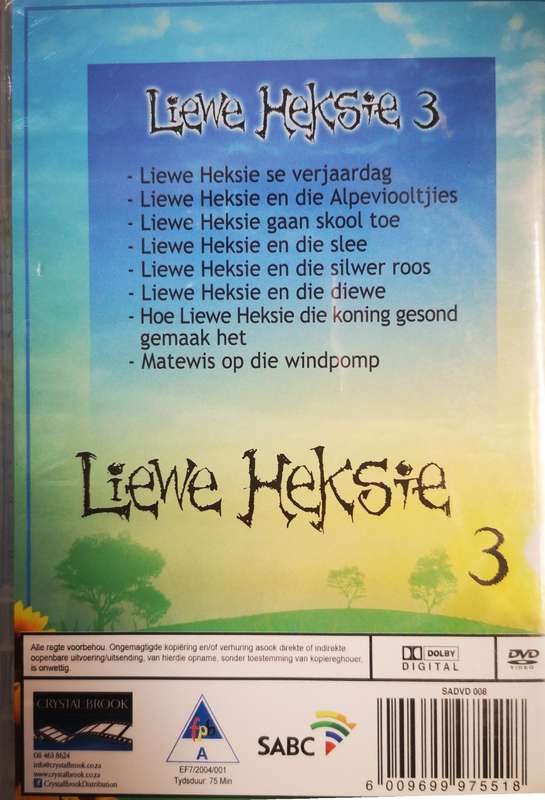 Liewe Heksie 3
- Liewe Heksie se verjaardag
- Liewe Heksie en die Alpeviooltjies
- Liewe Heksie gaan skool toe
- Liewe Heksie en die slee
- Liewe Heksie en die silwer roos
- Liewe Heksie en die diewe
- Hoe Liewe Heksie die koning gesond
gemaak het
- Matewis op die windpomp
Liewe Heksie
3
Alle regte voorbehou. Ongemagtigde kopiëring en/of verhuring asook direkte of indirekte
oopenbare uitvoering/uitsending, van hierdie opname, sonder toestemming van kopiereghouer,
is onwettig.
DOLBY
DIGITAL
DVD
VIDEO
CRYSTAL BROOK
08 463 8624
info@crystalbrook.co.za
www.crystalbrook.co.za
CrystalbrookDistribution
fpb
A
EF7/2004/001
Tydsduur: 75 Min
SABC
SADVD 008
6 009699 975518